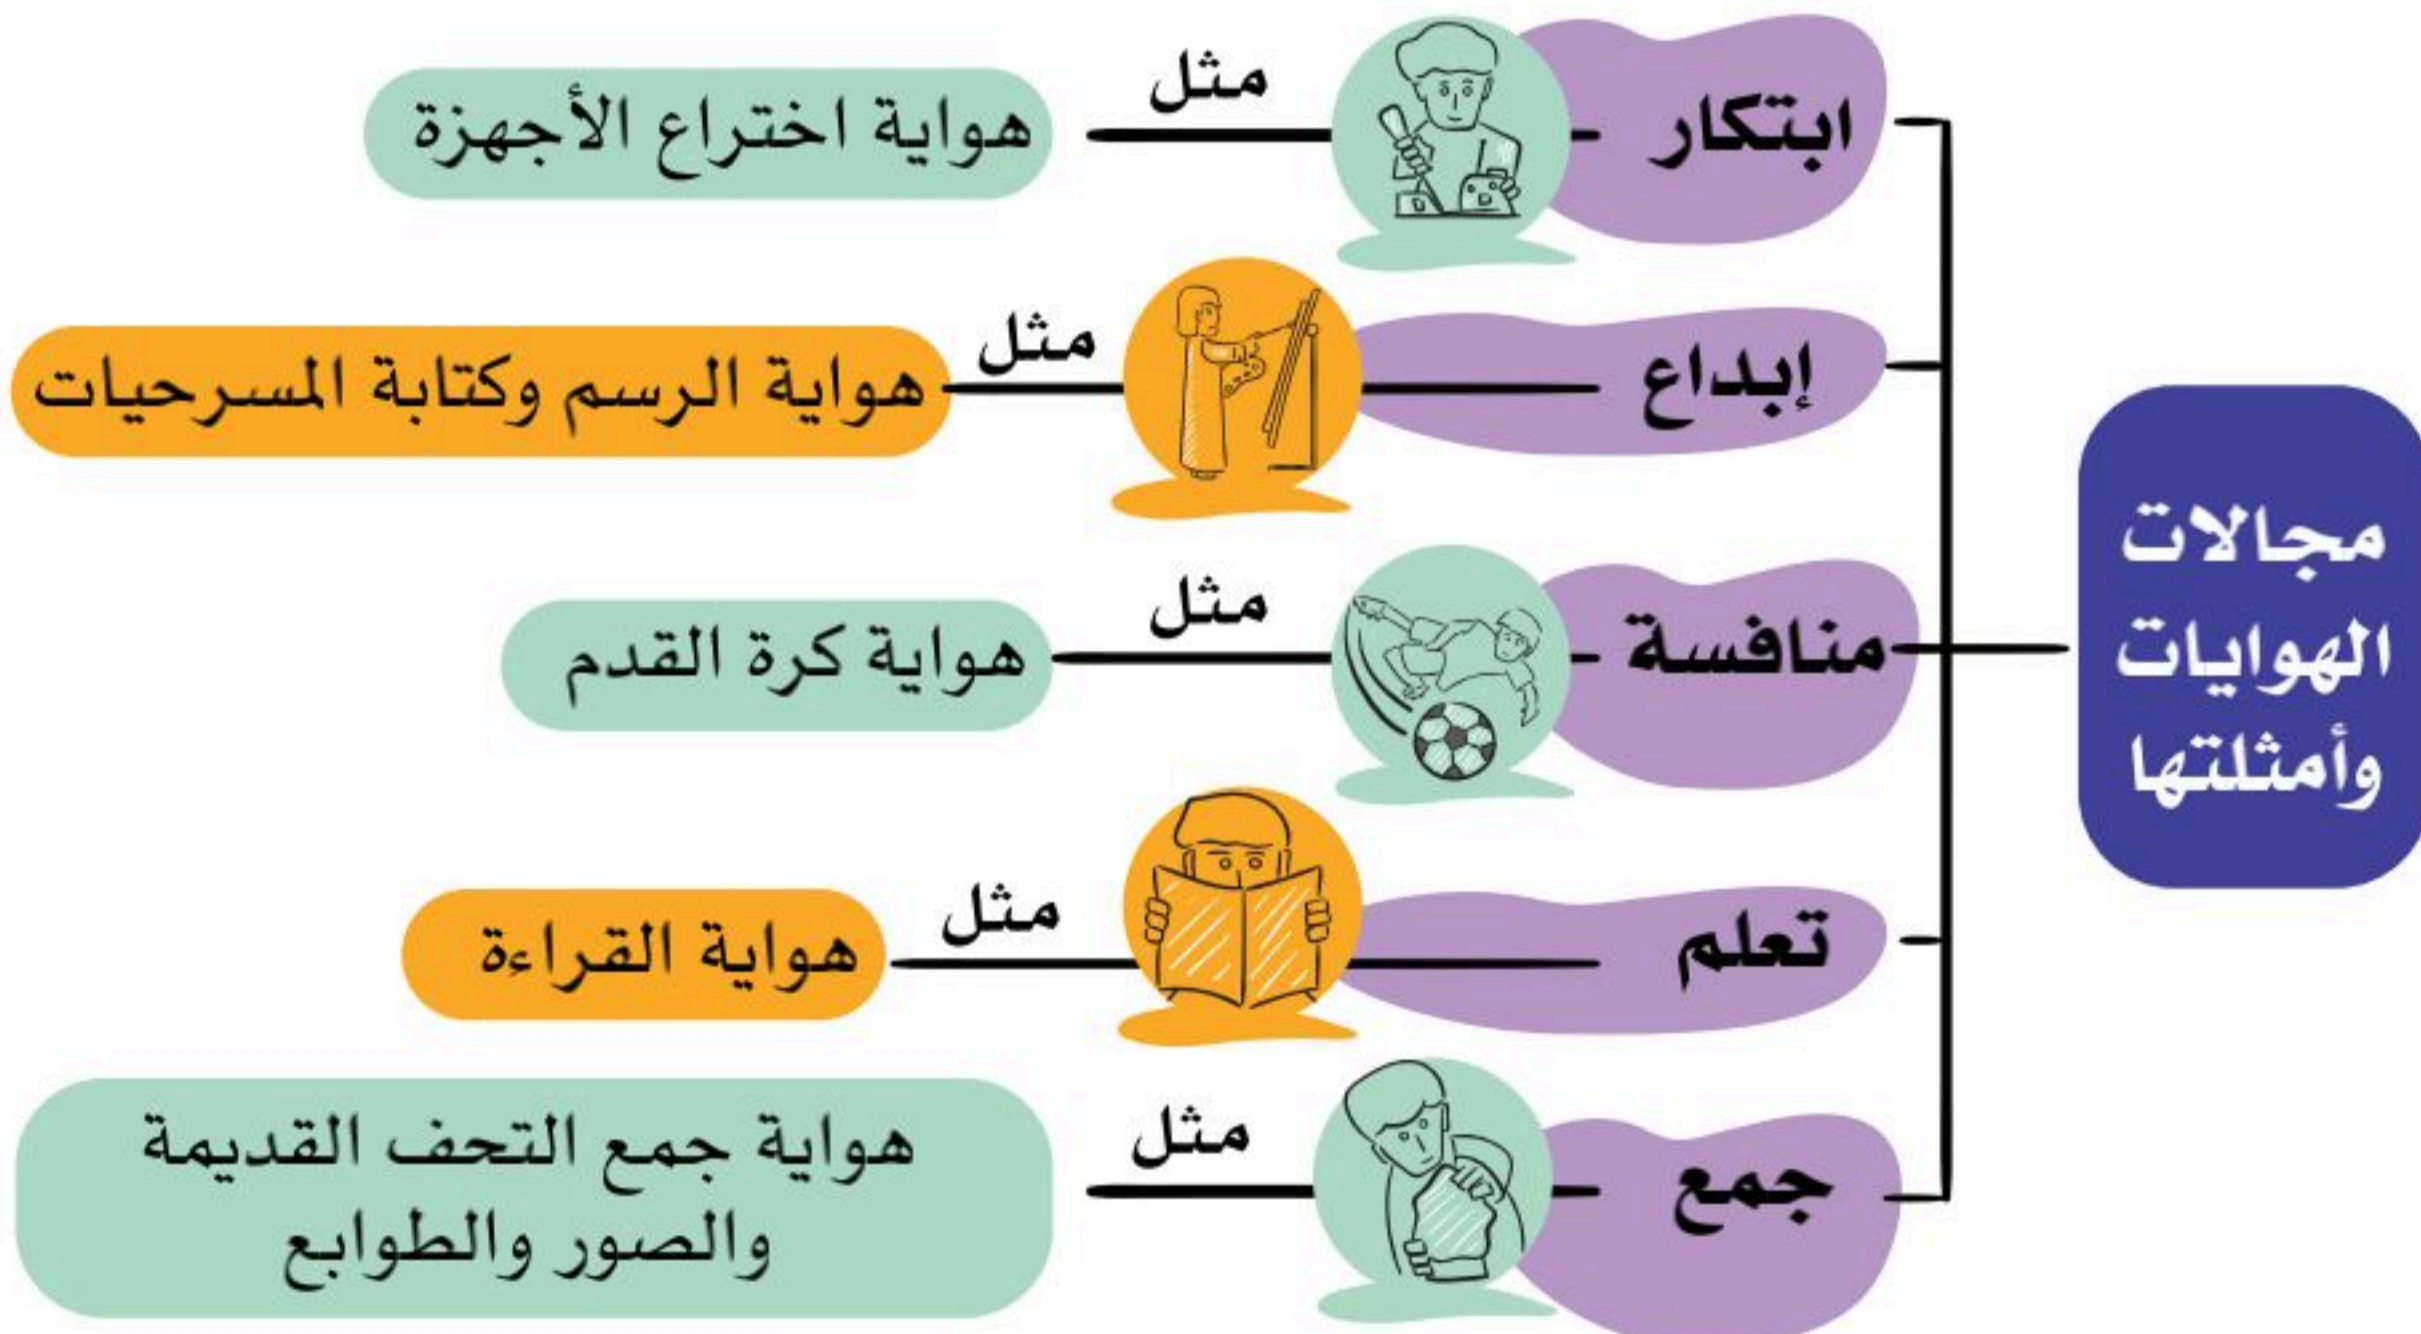 مجالات
الهوايات
وأمثلتها
ابتكار
مثل
هواية اختراع الأجهزة
إبداع
مثل
هواية الرسم وكتابة المسرحيات
منافسة
مثل
هواية كرة القدم
تعلم
مثل
هواية القراءة
جمع
مثل
هواية جمع التحف القديمة
والصور والطوابع